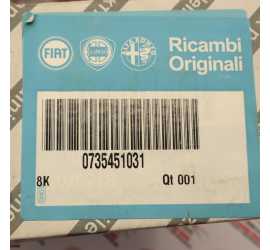 FIAT
Ricambi
Originali
0735451031
8K Qt 001